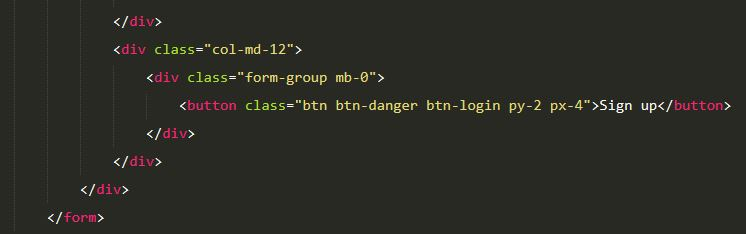 </div>
<div class="col-md-12">
<div class="form-group mb-0">
<button class="btn btn-danger btn-login py-2 px-4">Sign up</button>
</div>
</div>
</div>
</form>